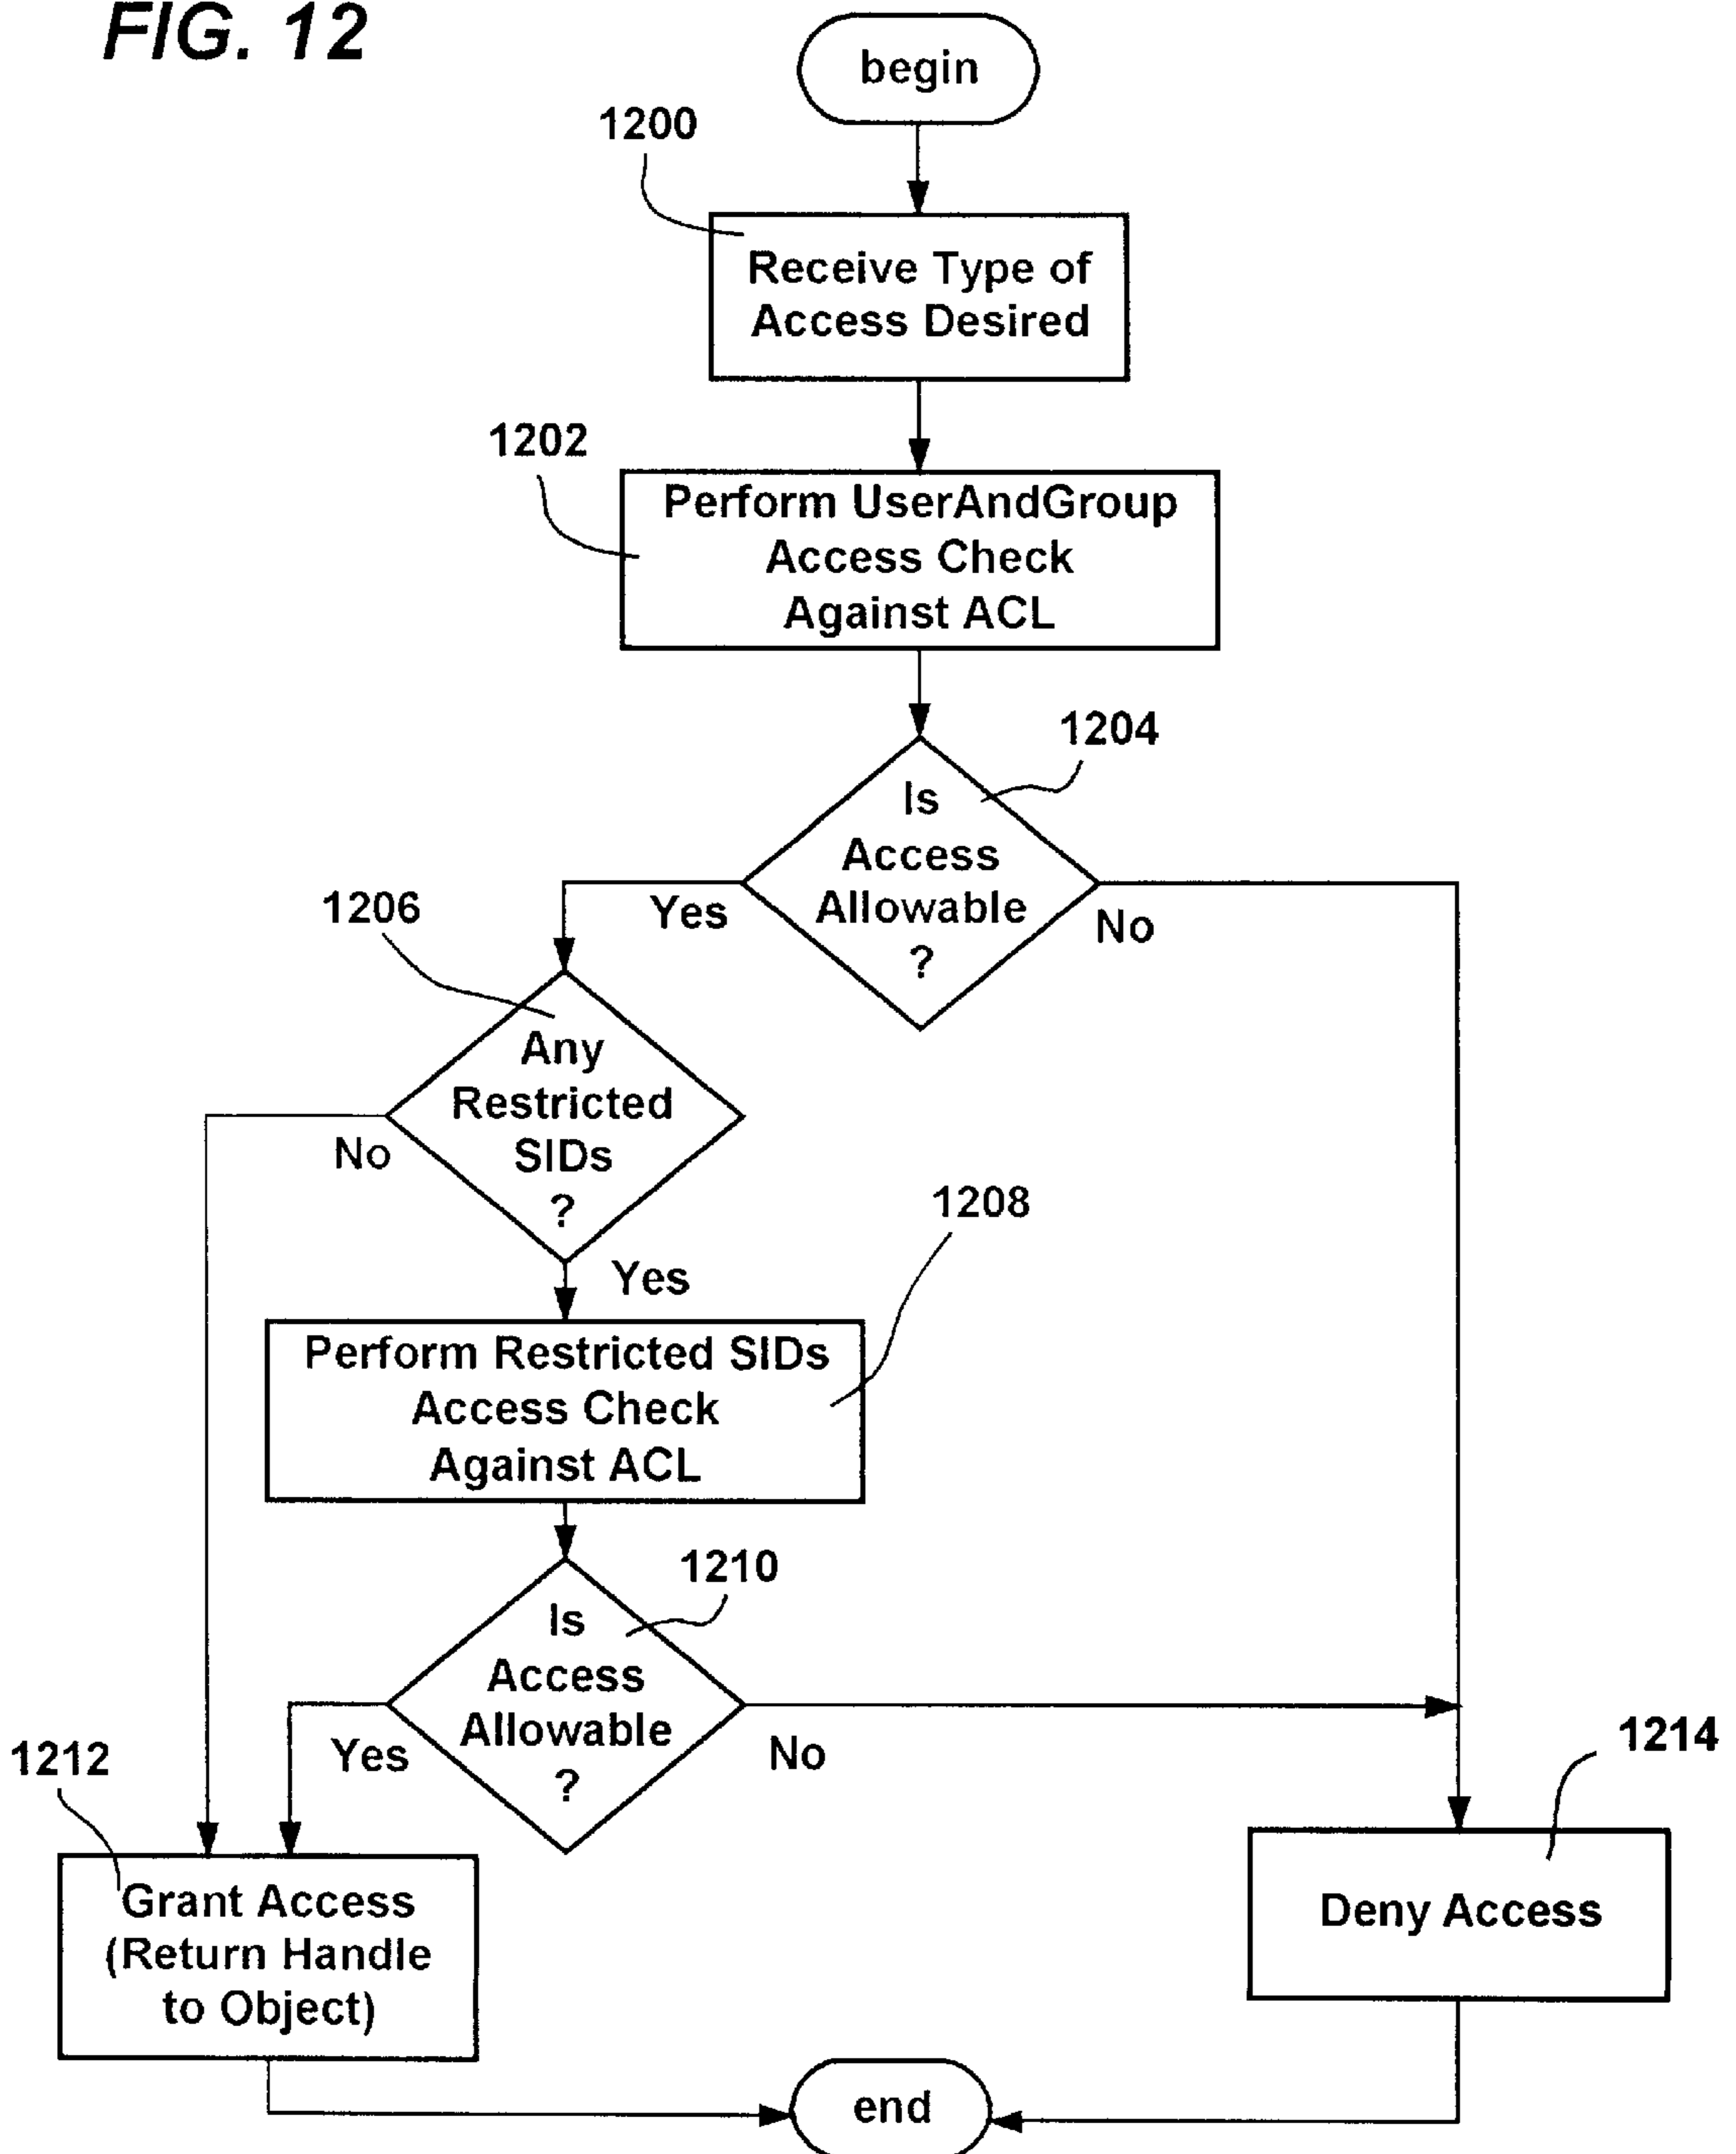 FIG. 12
begin
1200
Receive Type of
Access Desired
1202
Perform UserAndGroup
Access Check
Against ACL
1204
Is
Access
Allowable
?
Yes
No
1206
Any
Restricted
SIDs
?
No
Yes
1208
Perform Restricted SIDs
Access Check
Against ACL
1210
Is
Access
Allowable
?
Yes
No
1212
Grant Access
(Return Handle
to Object)
1214
Deny Access
end